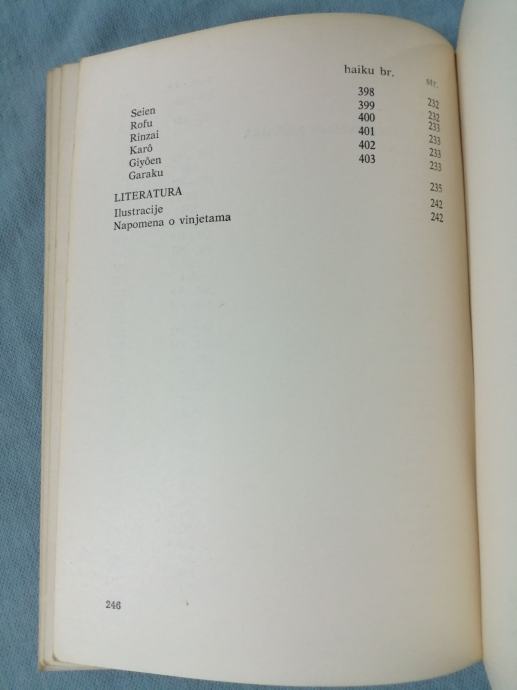 haiku br. str.
Seien 398 232
Rofu 399 232
Rinzai 400 233
Karô 401 233
Giyôen 402 233
Garaku 403 233
LITERATURA 235
Ilustracije 242
Napomena o vinjetama 242
246